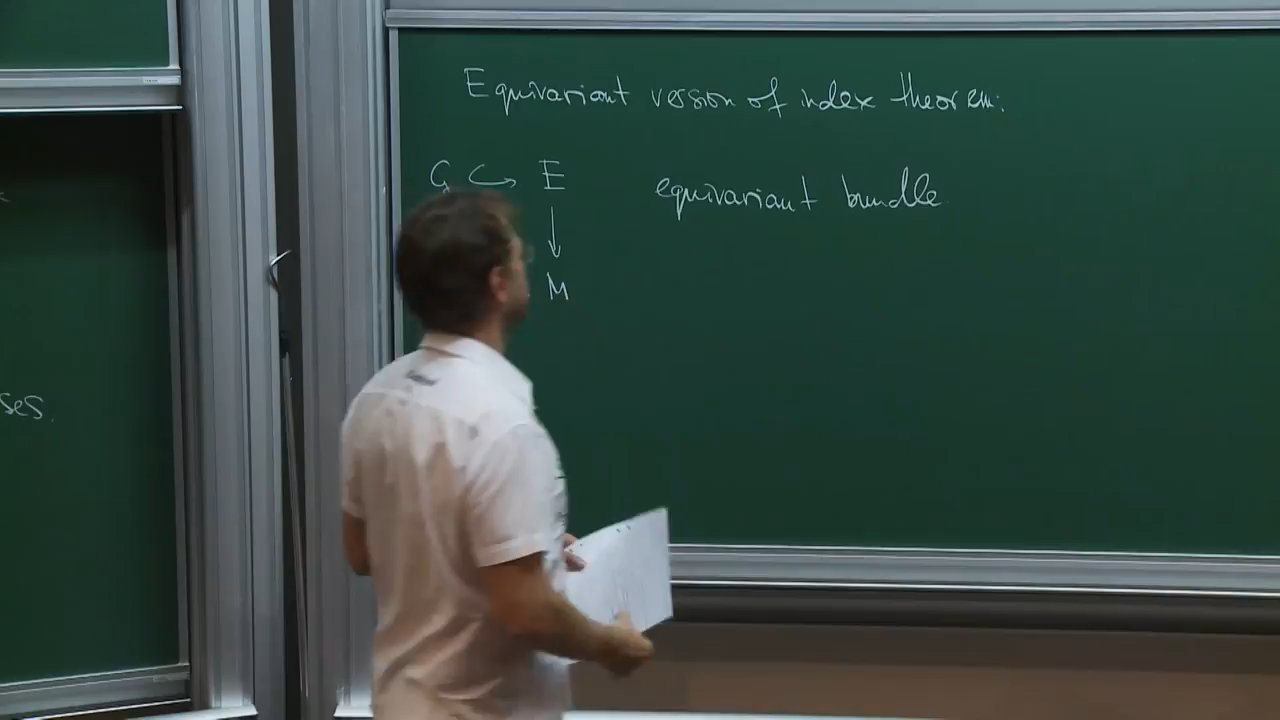 Equivariant version of index theorem:
G ↪ E equivariant bundle
↓
M
ses.